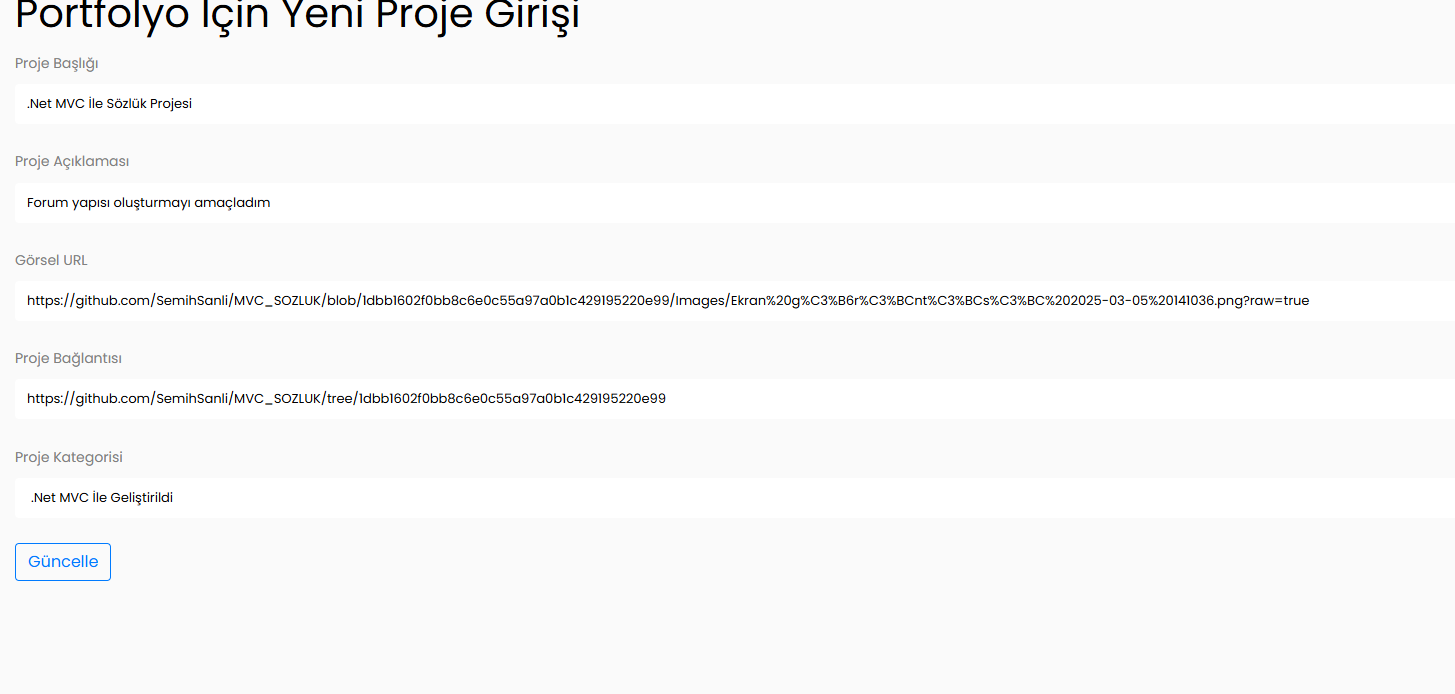 Portfolyo İçin Yeni Proje Girişi
Proje Başlığı
.Net MVC İle Sözlük Projesi
Proje Açıklaması
Forum yapısı oluşturmayı amaçladım
Görsel URL
https://github.com/SemihSanli/MVC_SOZLUK/blob/1dbb1602f0bb8c6e0c55a97a0b1c429195220e99/Images/Ekran%20g%C3%B6r%C3%BCnt%C3%BCs%C3%BC%202025-03-05%20141036.png?raw=true
Proje Bağlantısı
https://github.com/SemihSanli/MVC_SOZLUK/tree/1dbb1602f0bb8c6e0c55a97a0b1c429195220e99
Proje Kategorisi
.Net MVC İle Geliştirildi
Güncelle